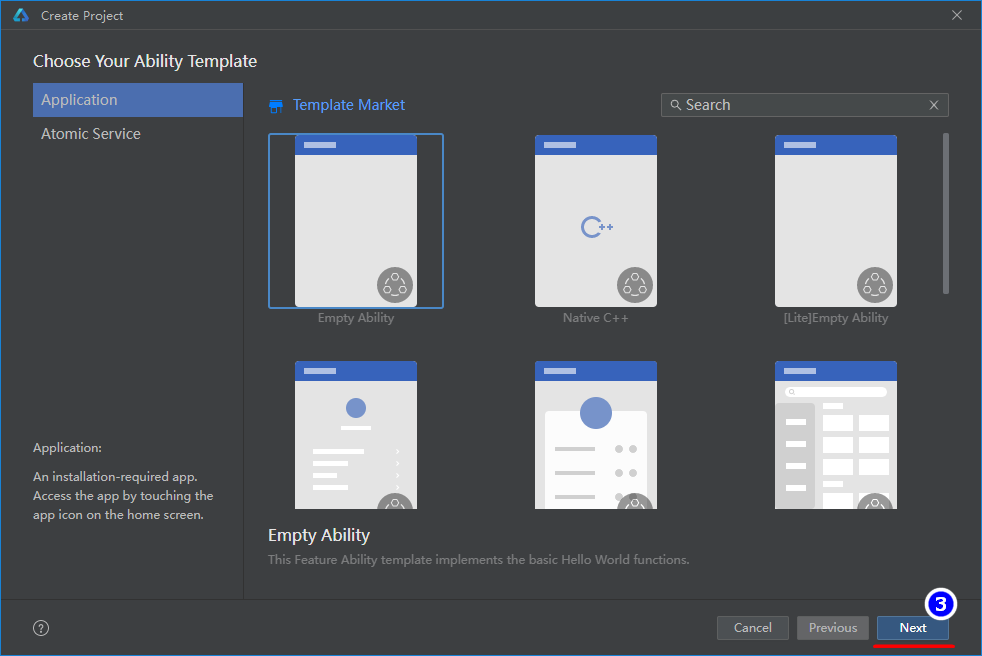 Create Project
Choose Your Ability Template
Application
Atomic Service
Template Market
Search
C++
Empty Ability
Native C++
[Lite]Empty Ability
Application:
An installation-required app.
Access the app by touching the
app icon on the home screen.
Empty Ability
This Feature Ability template implements the basic Hello World functions.
3
?
Cancel
Previous
Next